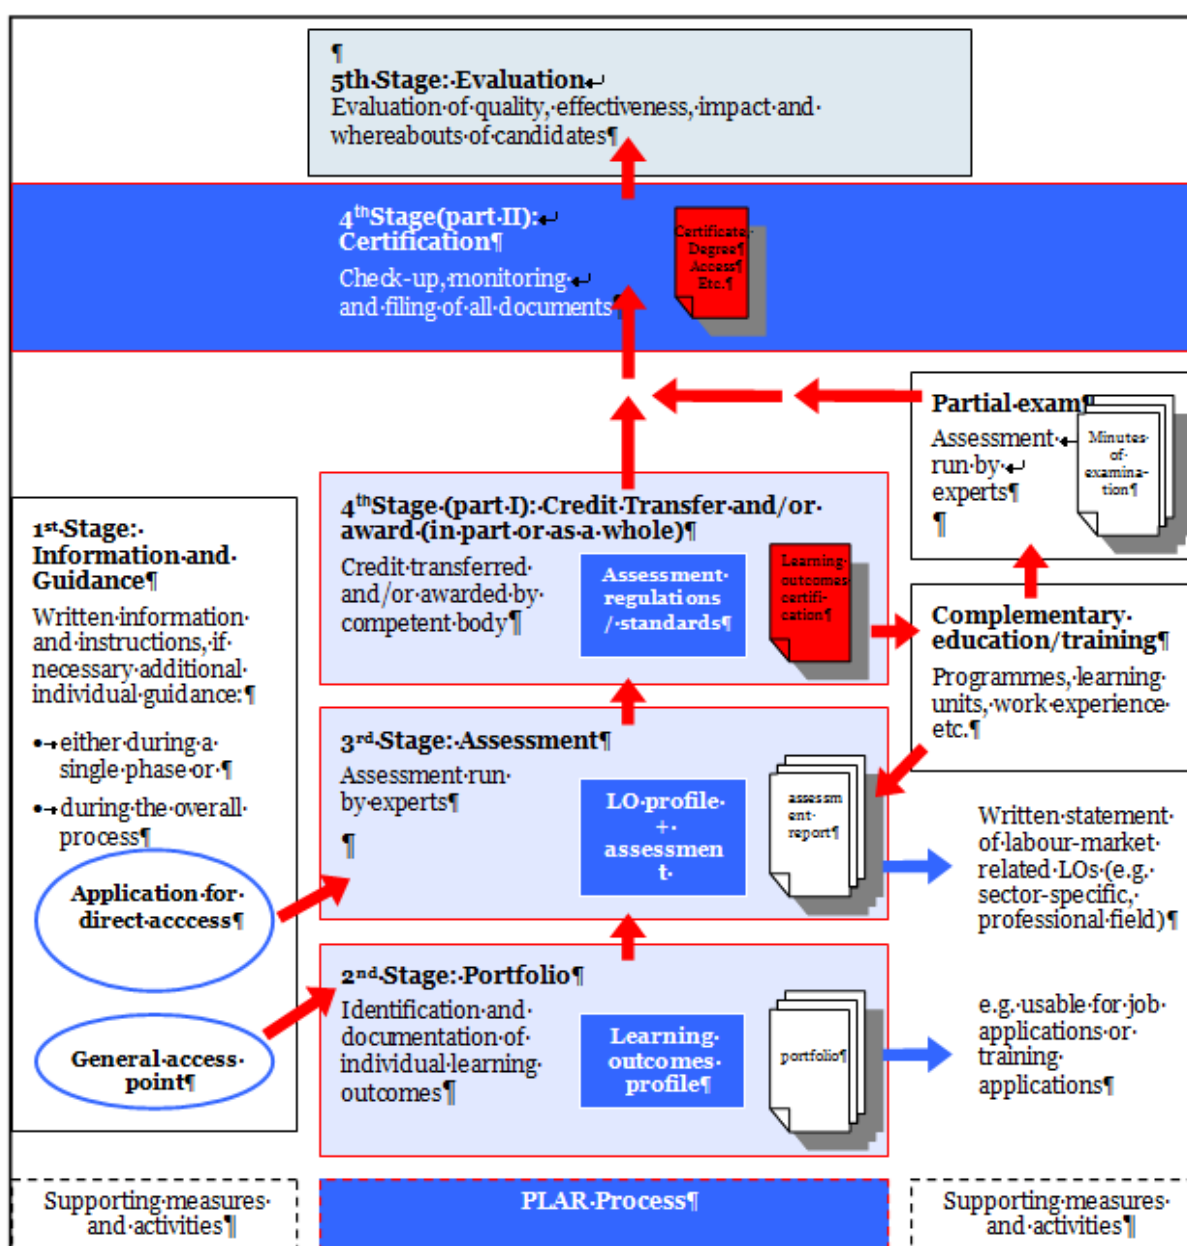 ¶
5th Stage: Evaluation
Evaluation of quality, effectiveness, impact and
whereabouts of candidates¶
4thStage(part II):
Certification¶
Check-up, monitoring
and filing of all documents¶
Certificate,
Degree¶
Access¶
Etc.¶
Partial exam¶
Assessment
run by
experts¶
¶
Minutes
of
examina-
tion¶
1st Stage:
Information and
Guidance¶
Written information
and instructions, if
necessary additional
individual guidance:¶
• either during a
single phase or ¶
• during the overall
process¶
Application for
direct acccess¶
General access
point¶
4thStage (part I): Credit Transfer and/or
award (in part or as a whole)¶
Credit transferred
and/or awarded by
competent body¶
Assessment
regulations
/ standards¶
Learning
outcomes
certifi-
cation¶
Complementary
education/training¶
Programmes, learning
units, work experience
etc.¶
3rd Stage: Assessment¶
Assessment run
by experts¶
¶
LO profile
+
assessmen
t
assessm
ent
report¶
Written statement
of labour-market
related LOs (e.g.
sector-specific,
professional field)¶
2nd Stage: Portfolio¶
Identification and
documentation of
individual learning
outcomes¶
Learning
outcomes
profile¶
portfolio¶
e.g. usable for job
applications or
training
applications¶
Supporting measures
and activities¶
PLAR Process¶
Supporting measures
and activities¶